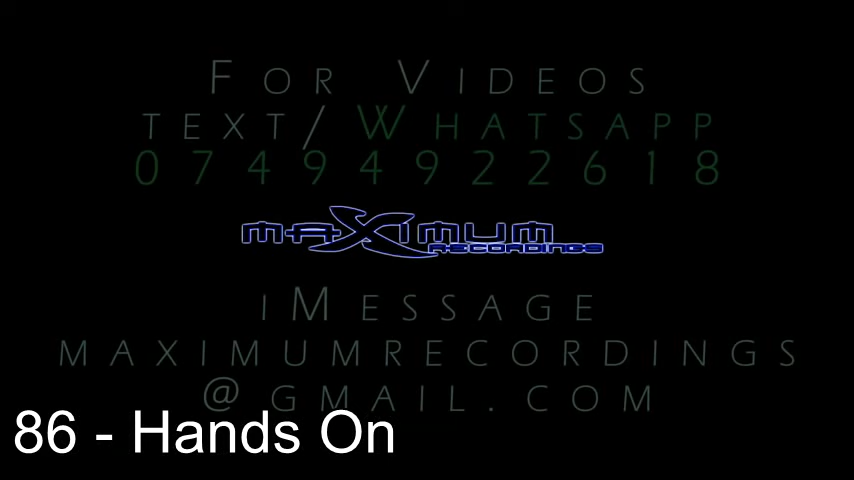 For Videos
text/Whatsapp
07494922618
maXimum
RECORDINGS
iMessage
maximumrecordings
@gmail.com
86 - Hands On